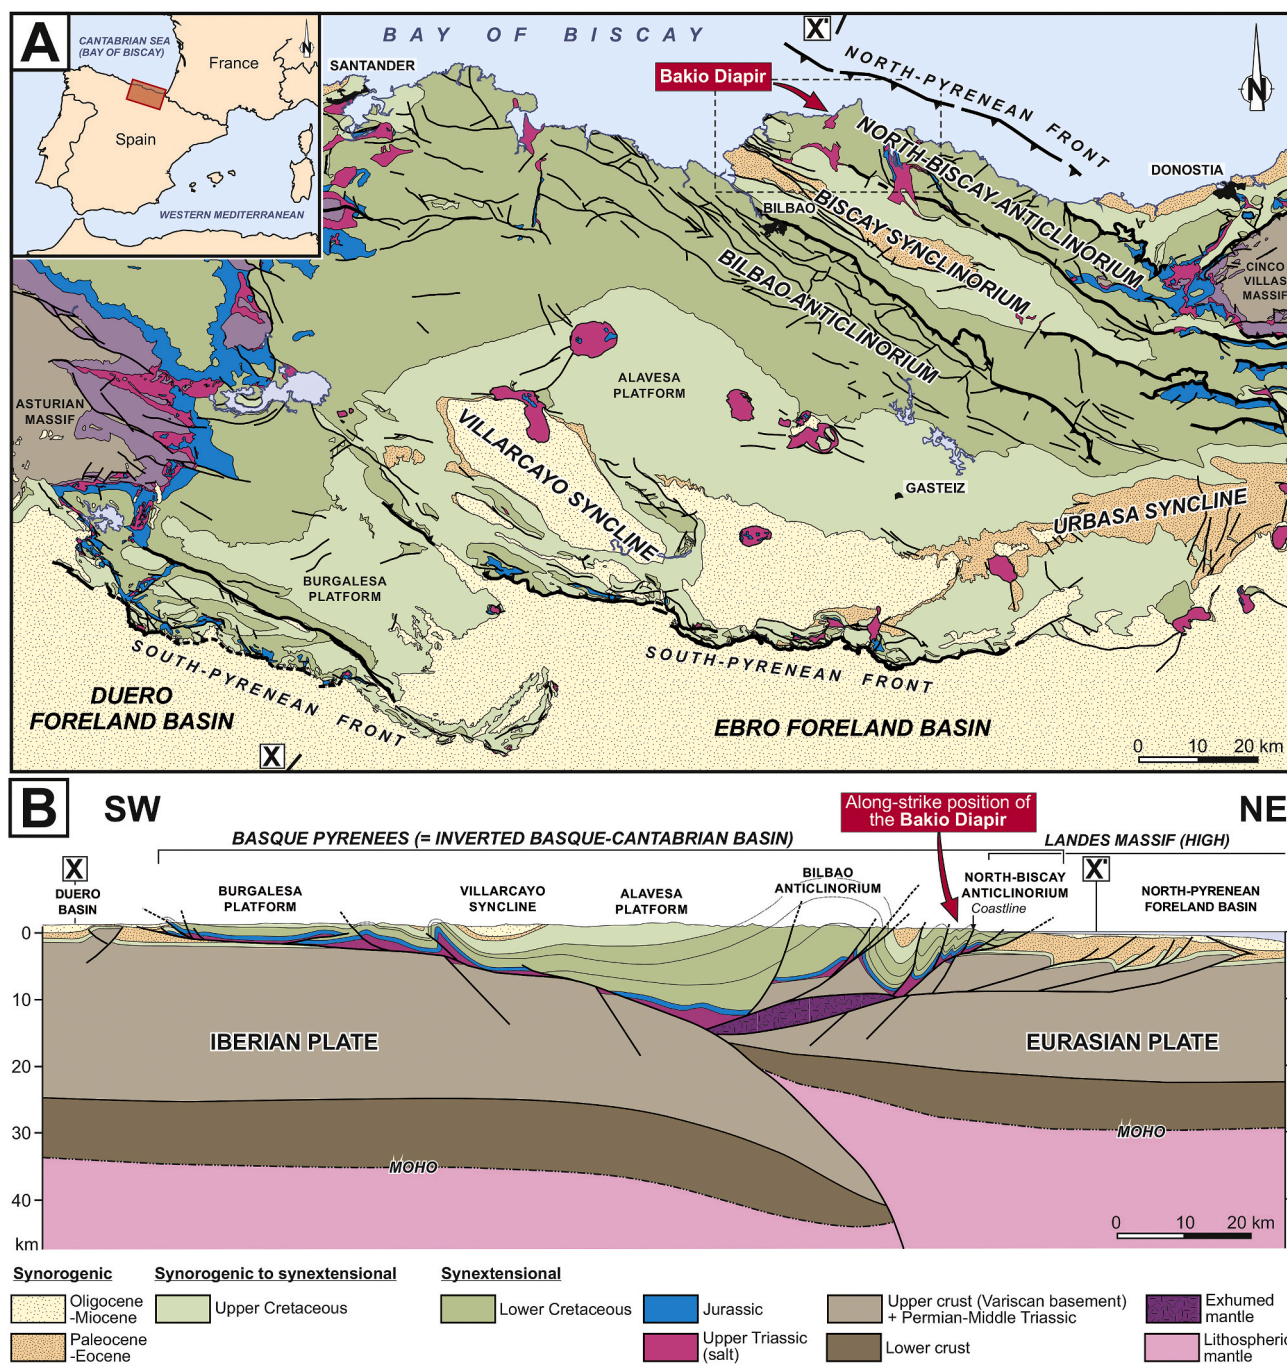 A
CANTABRIAN SEA
(BAY OF BISCAY)
France
N
Spain
WESTERN MEDITERRANEAN
BAY OF BISCAY
X'
SANTANDER
Bakio Diapir
NORTH-PYRENEAN FRONT
N
DONOSTIA
NORTH-BISCAY ANTICLINORIUM
BILBAO
BISCAY SYNCLINORIUM
BILBAO ANTICLINORIUM
CINCO
VILLAS
MASSIF
ASTURIAN
MASSIF
ALAVESA
PLATFORM
VILLARCAYO SYNCLINE
GASTEIZ
URBASA SYNCLINE
BURGALESA
PLATFORM
SOUTH-PYRENEAN FRONT
SOUTH-PYRENEAN FRONT
DUERO
FORELAND BASIN
EBRO FORELAND BASIN
X
0 10 20 km
B
SW
NE
Along-strike position of
the Bakio Diapir
BASQUE PYRENEES (= INVERTED BASQUE-CANTABRIAN BASIN)
LANDES MASSIF (HIGH)
X
X'
DUERO
BASIN
BURGALESA
PLATFORM
VILLARCAYO
SYNCLINE
ALAVESA
PLATFORM
BILBAO
ANTICLINORIUM
NORTH-BISCAY
ANTICLINORIUM
Coastline
NORTH-PYRENEAN
FORELAND BASIN
0
10
20
30
40
km
IBERIAN PLATE
EURASIAN PLATE
MOHO
MOHO
0 10 20 km
Synorogenic
Synorogenic to synextensional
Synextensional
Oligocene
-Miocene
Paleocene
-Eocene
Upper Cretaceous
Lower Cretaceous
Jurassic
Upper Triassic
(salt)
Upper crust (Variscan basement)
+ Permian-Middle Triassic
Lower crust
Exhumed
mantle
Lithospheric
mantle